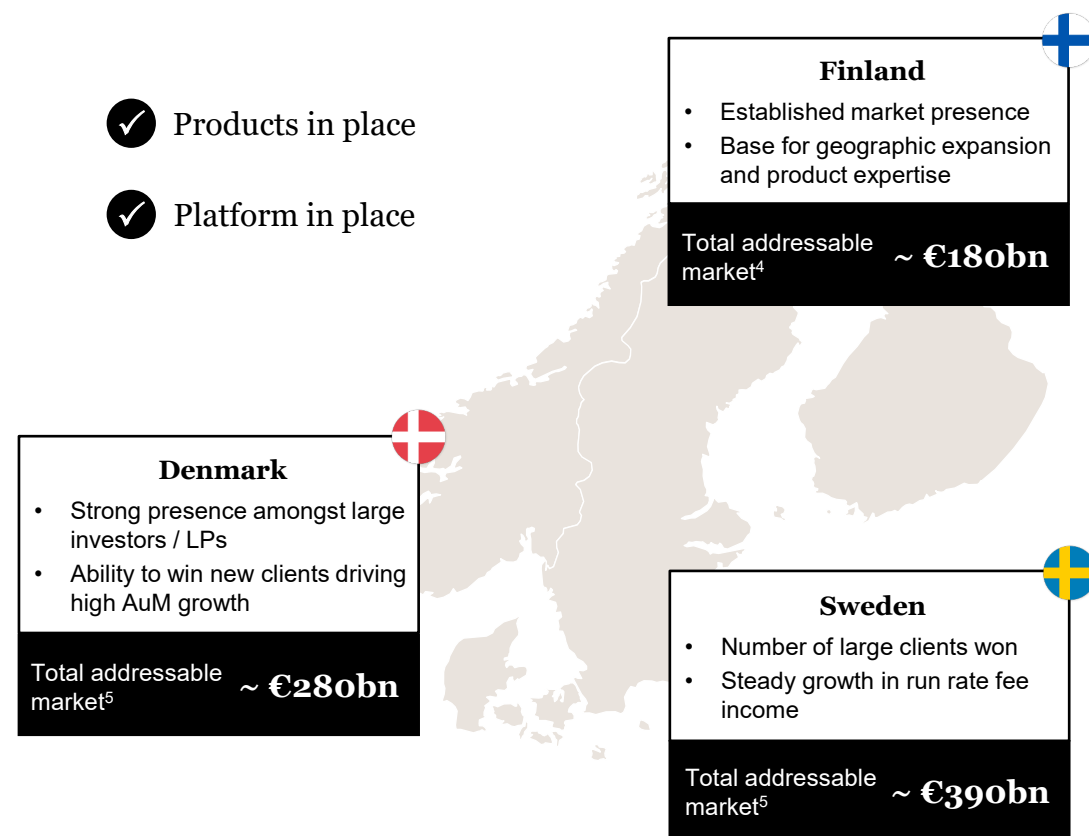 Products in place
Platform in place
Finland
• Established market presence
• Base for geographic expansion
and product expertise
Total addressable
market⁴
~ €180bn
Denmark
• Strong presence amongst large
investors / LPs
• Ability to win new clients driving
high AuM growth
Total addressable
market⁵
~ €280bn
Sweden
• Number of large clients won
• Steady growth in run rate fee
income
Total addressable
market⁵
~ €390bn